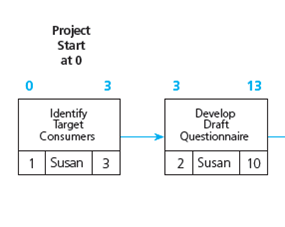 Project
Start
at 0
0 3 3 13
Identify
Target
Consumers
1 Susan 3
Develop
Draft
Questionnaire
2 Susan 10